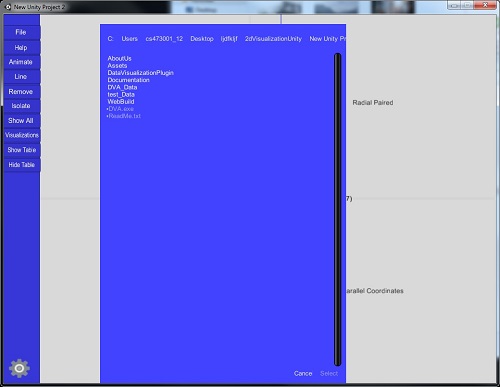 New Unity Project 2
File
Help
Animate
Line
Remove
Isolate
Show All
Visualizations
Show Table
Hide Table
C: Users cs473001_12 Desktop ljdfkljf 2dVisualizationUnity New Unity Pr
AboutUs
Assets
DataVisualizationPlugin
Documentation
DVA_Data
test_Data
WebBuild
•DVA.exe
•ReadMe.txt
Radial Paired
7)
arallel Coordinates
Cance Select